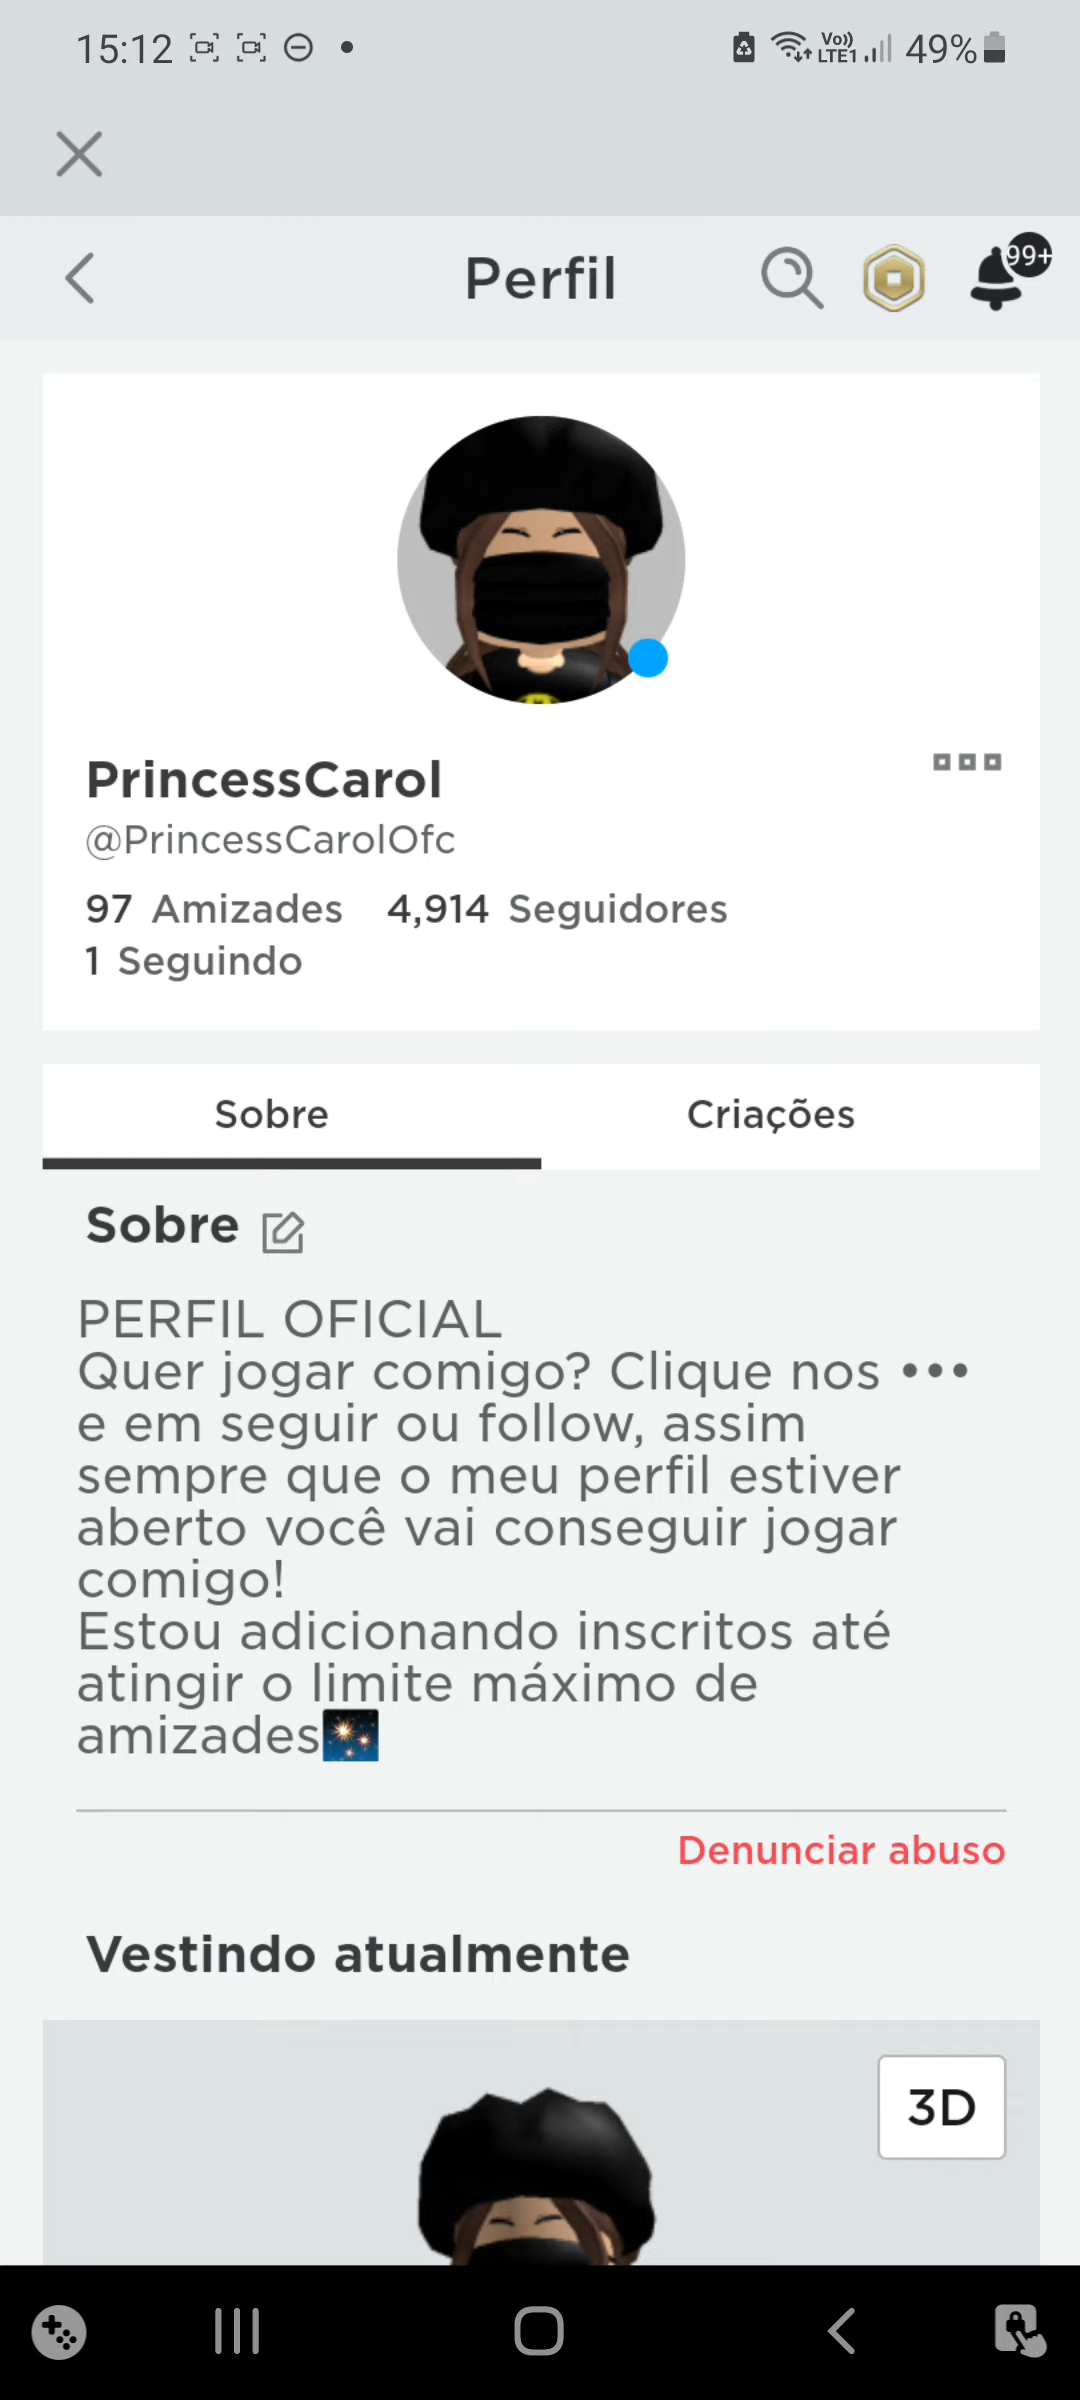 15:12
Vo)) LTE1 49%
Perfil
99+
PrincessCarol
@PrincessCarolOfc
97 Amizades 4,914 Seguidores
1 Seguindo
Sobre Criações
Sobre
PERFIL OFICIAL
Quer jogar comigo? Clique nos •••
e em seguir ou follow, assim
sempre que o meu perfil estiver
aberto você vai conseguir jogar
comigo!
Estou adicionando inscritos até
atingir o limite máximo de
amizades🎆
Denunciar abuso
Vestindo atualmente
3D